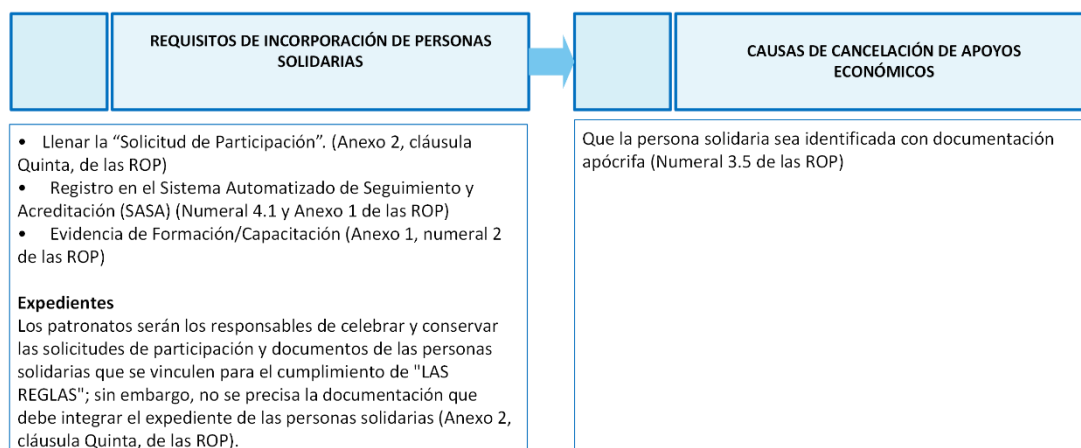 REQUISITOS DE INCORPORACIÓN DE PERSONAS
SOLIDARIAS
• Llenar la “Solicitud de Participación”. (Anexo 2, cláusula
Quinta, de las ROP)
• Registro en el Sistema Automatizado de Seguimiento y
Acreditación (SASA) (Numeral 4.1 y Anexo 1 de las ROP)
• Evidencia de Formación/Capacitación (Anexo 1, numeral 2
de las ROP)
Expedientes
Los patronatos serán los responsables de celebrar y conservar
las solicitudes de participación y documentos de las personas
solidarias que se vinculen para el cumplimiento de "LAS
REGLAS"; sin embargo, no se precisa la documentación que
debe integrar el expediente de las personas solidarias (Anexo 2,
cláusula Quinta, de las ROP).
CAUSAS DE CANCELACIÓN DE APOYOS
ECONÓMICOS
Que la persona solidaria sea identificada con documentación
apócrifa (Numeral 3.5 de las ROP)